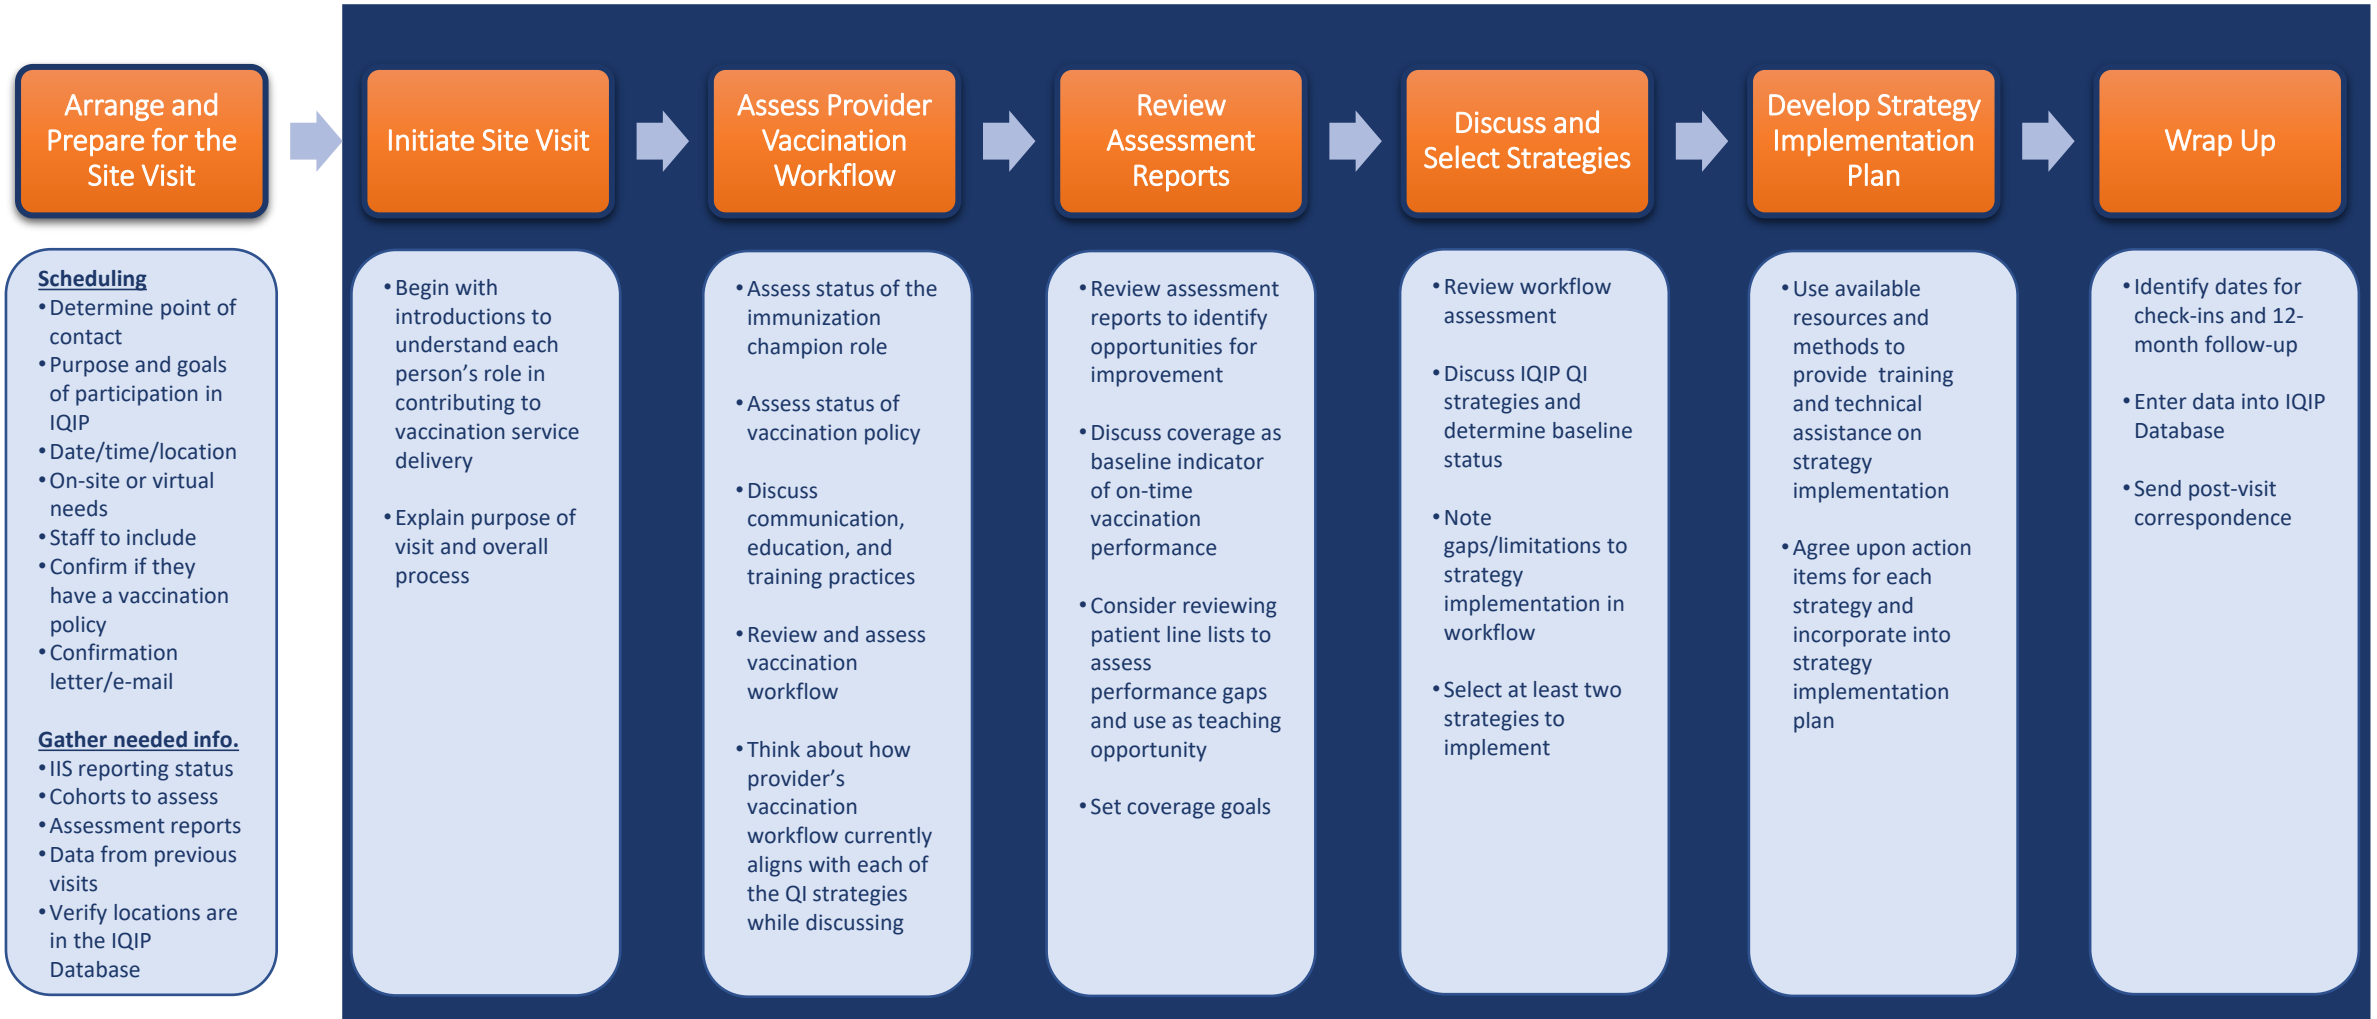 Arrange and
Prepare for the
Site Visit
Scheduling
•Determine point of
contact
•Purpose and goals
of participation in
IQIP
•Date/time/location
•On-site or virtual
needs
•Staff to include
•Confirm if they
have a vaccination
policy
•Confirmation
letter/e-mail
Gather needed info.
•IIS reporting status
•Cohorts to assess
•Assessment reports
•Data from previous
visits
•Verify locations are
in the IQIP
Database
Initiate Site Visit
•Begin with
introductions to
understand each
person's role in
contributing to
vaccination service
delivery
•Explain purpose of
visit and overall
process
Assess Provider
Vaccination
Workflow
•Assess status of the
immunization
champion role
•Assess status of
vaccination policy
•Discuss
communication,
education, and
training practices
•Review and assess
vaccination
workflow
•Think about how
provider's
vaccination
workflow currently
aligns with each of
the QI strategies
while discussing
Review
Assessment
Reports
•Review assessment
reports to identify
opportunities for
improvement
•Discuss coverage as
baseline indicator
of on-time
vaccination
performance
•Consider reviewing
patient line lists to
assess
performance gaps
and use as teaching
opportunity
•Set coverage goals
Discuss and
Select Strategies
•Review workflow
assessment
•Discuss IQIP QI
strategies and
determine baseline
status
•Note
gaps/limitations to
strategy
implementation in
workflow
•Select at least two
strategies to
implement
Develop Strategy
Implementation
Plan
•Use available
resources and
methods to
provide training
and technical
assistance on
strategy
implementation
•Agree upon action
items for each
strategy and
incorporate into
strategy
implementation
plan
Wrap Up
•Identify dates for
check-ins and 12-
month follow-up
•Enter data into IQIP
Database
•Send post-visit
correspondence